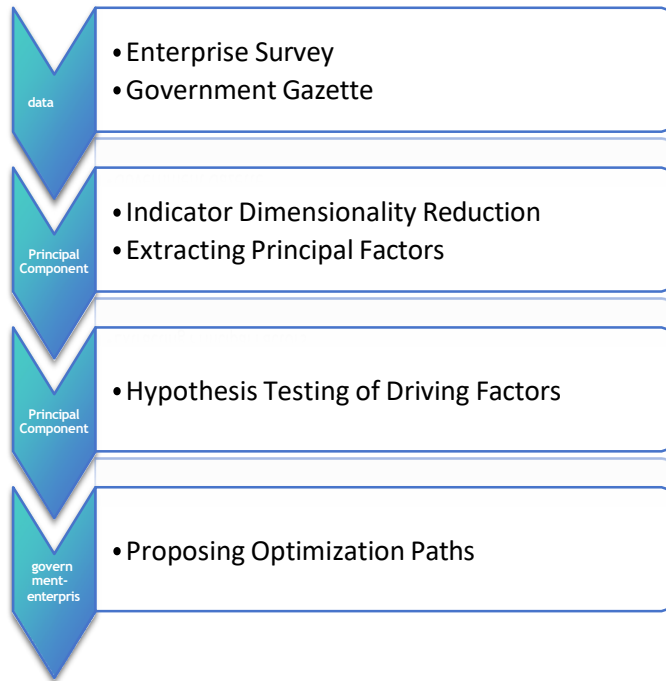 • Enterprise Survey
• Government Gazette
data
• Indicator Dimensionality Reduction
• Extracting Principal Factors
Principal
Component
• Hypothesis Testing of Driving Factors
Principal
Component
• Proposing Optimization Paths
govern
ment-
enterpris